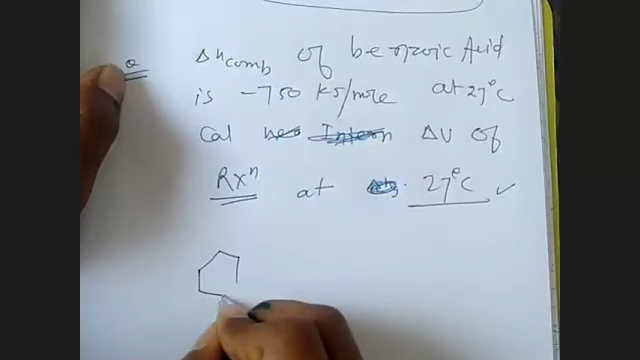 Q ΔHcomb of benzoic Acid
is -750 KJ/mole at 27°C
Cal ΔU of
Rxⁿ at 27°C